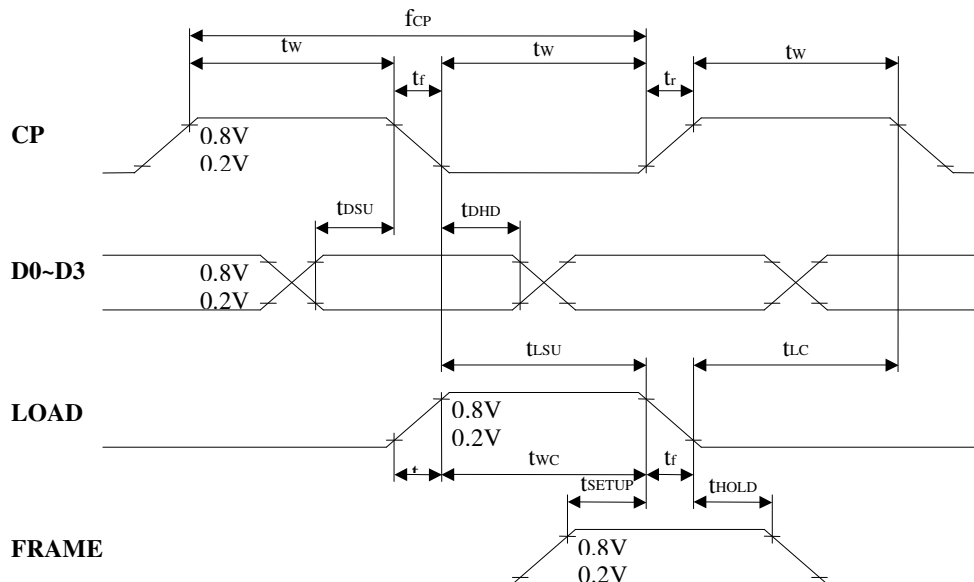 fCP
tW tW tW
tf tr
CP
0.8V
0.2V
tDSU tDHD
D0~D3
0.8V
0.2V
tLSU tLC
LOAD
0.8V
0.2V
tWC tf
tSETUP tHOLD
FRAME
0.8V
0.2V